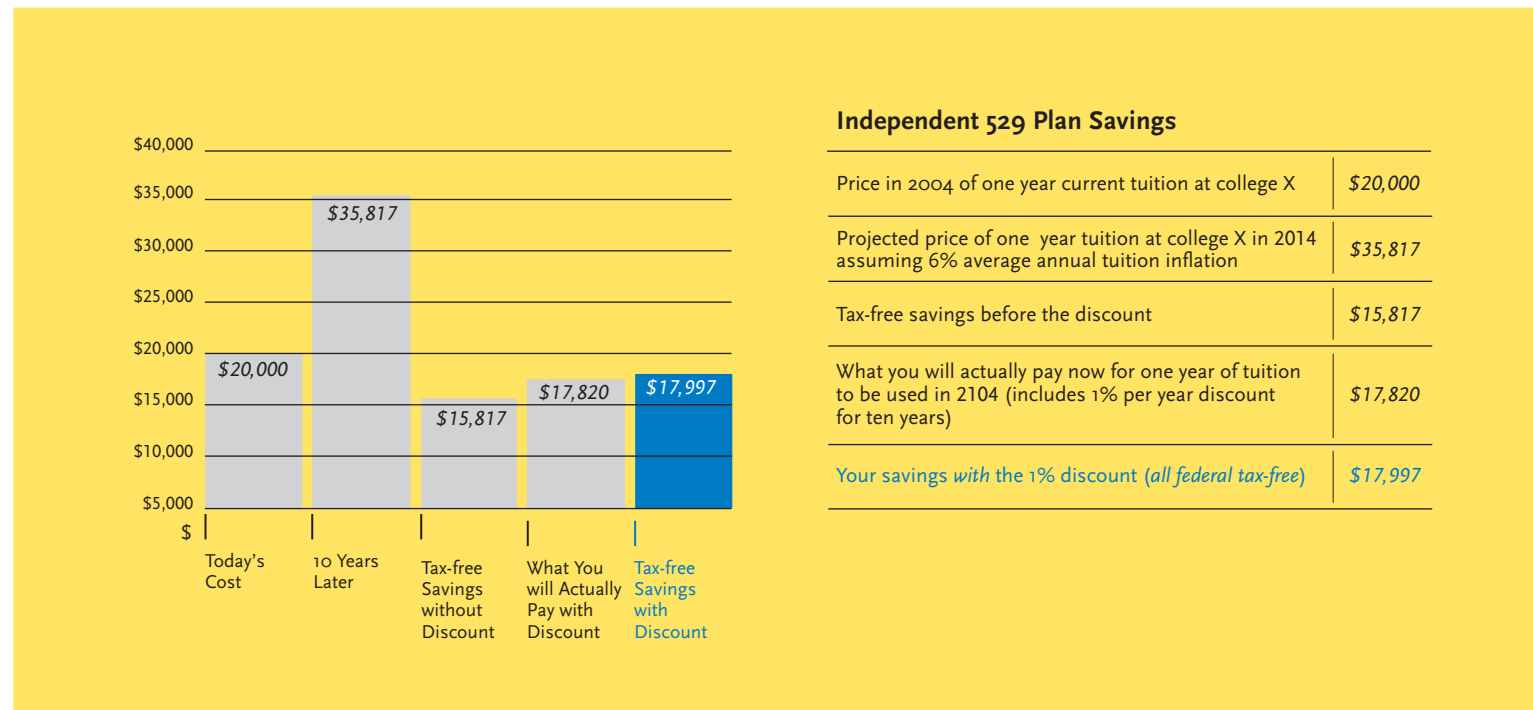 $40,000
$35,000
$30,000
$25,000
$20,000
$15,000
$10,000
$5,000
$
$20,000
$35,817
$15,817
$17,820
$17,997
Today's
Cost
10 Years
Later
Tax-free
Savings
without
Discount
What You
will Actually
Pay with
Discount
Tax-free
Savings
with
Discount
Independent 529 Plan Savings
Price in 2004 of one year current tuition at college X
$20,000
Projected price of one year tuition at college X in 2014
assuming 6% average annual tuition inflation
$35,817
Tax-free savings before the discount
$15,817
What you will actually pay now for one year of tuition
to be used in 2104 (includes 1% per year discount
for ten years)
$17,820
Your savings with the 1% discount (all federal tax-free)
$17,997